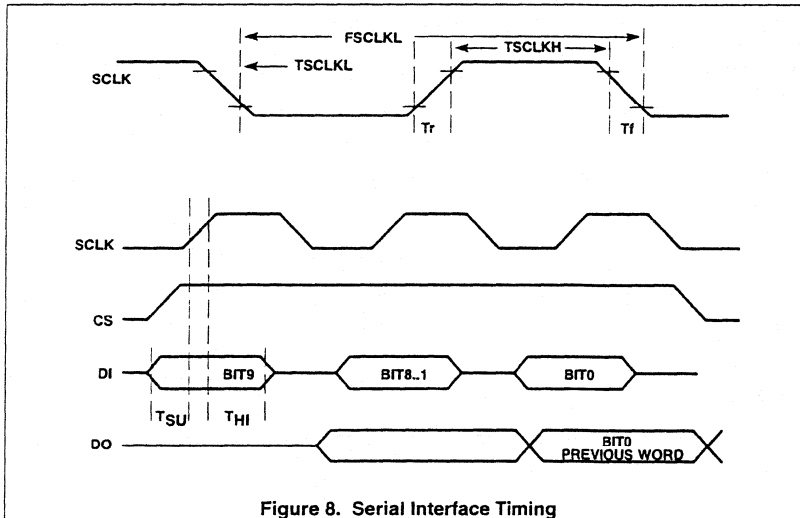 FSCLKL
TSCLKH
TSCLKL
SCLK
Tr
Tf
SCLK
CS
DI
BIT9
BIT8..1
BIT0
TSU
THI
DO
BIT0
PREVIOUS WORD
Figure 8. Serial Interface Timing